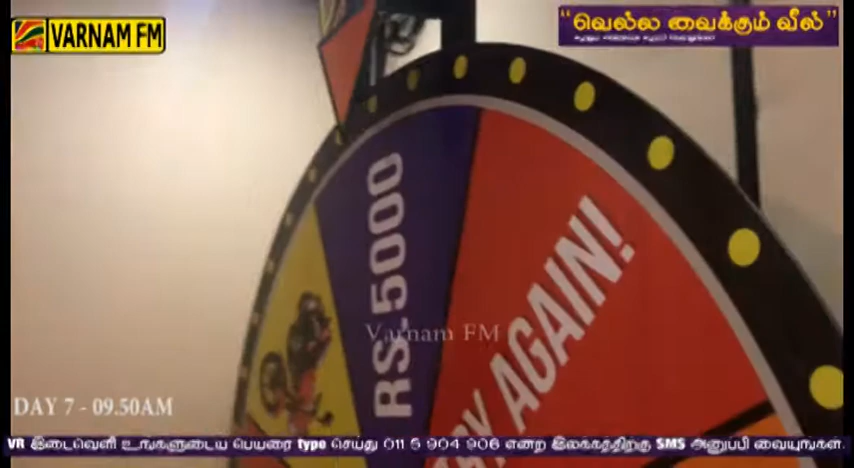 VARNAM FM
"வெல்ல வைக்கும் வீல்"
RS.5000
TRY AGAIN!
Varnam FM
DAY 7 - 09.50AM
VR இடைவெளி உங்களுடைய பெயரை type செய்து 011 5 904 906 என்ற இலக்கத்திற்கு SMS அனுப்பி வையுங்கள்.